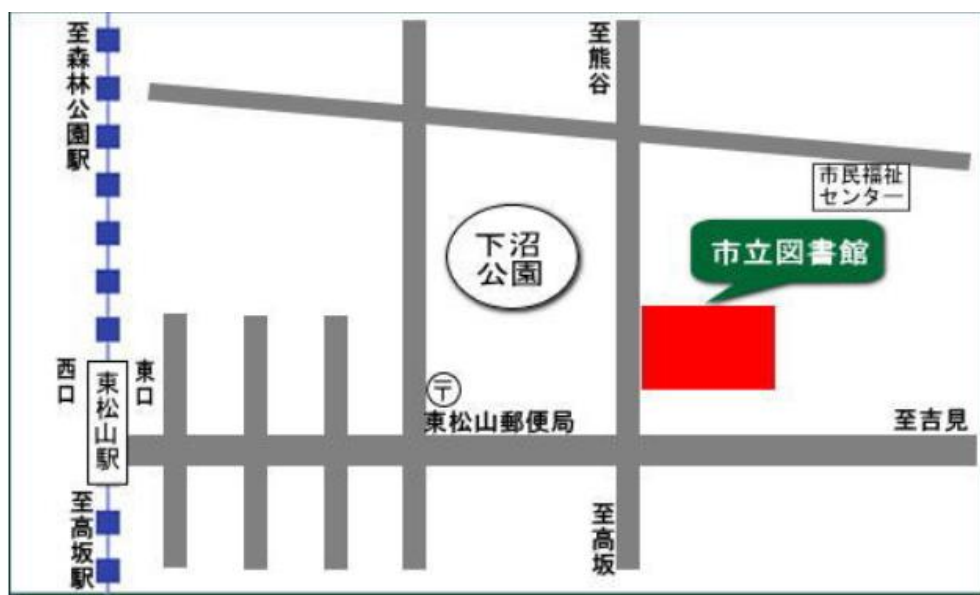 至森林公園駅
至熊谷
市民福祉
センター
下沼
公園
市立図書館
西口
東口
東松山駅
〒
東松山郵便局
至吉見
至高坂駅
至高坂